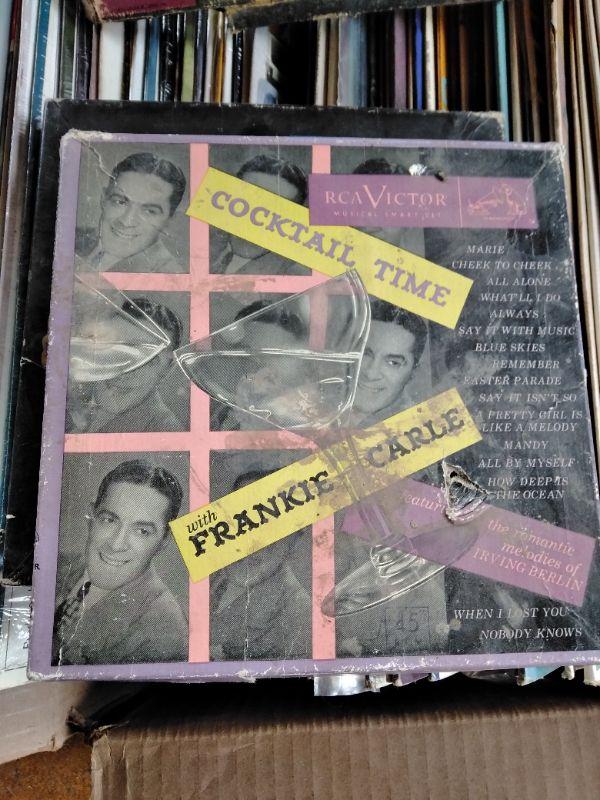 COCKTAIL TIME
RCA VICTOR
MUSICAL SMART SET
MARIE
CHEEK TO CHEEK
ALL ALONE
WHAT'LL I DO
ALWAYS
SAY IT WITH MUSIC
BLUE SKIES
REMEMBER
EASTER PARADE
SAY IT ISN'T SO
A PRETTY GIRL IS
LIKE A MELODY
MANDY
ALL BY MYSELF
HOW DEEP IS
THE OCEAN
with
FRANKIE CARLE
the romantic
melodies of
IRVING BERLIN
WHEN I LOST YOU
NOBODY KNOWS
45